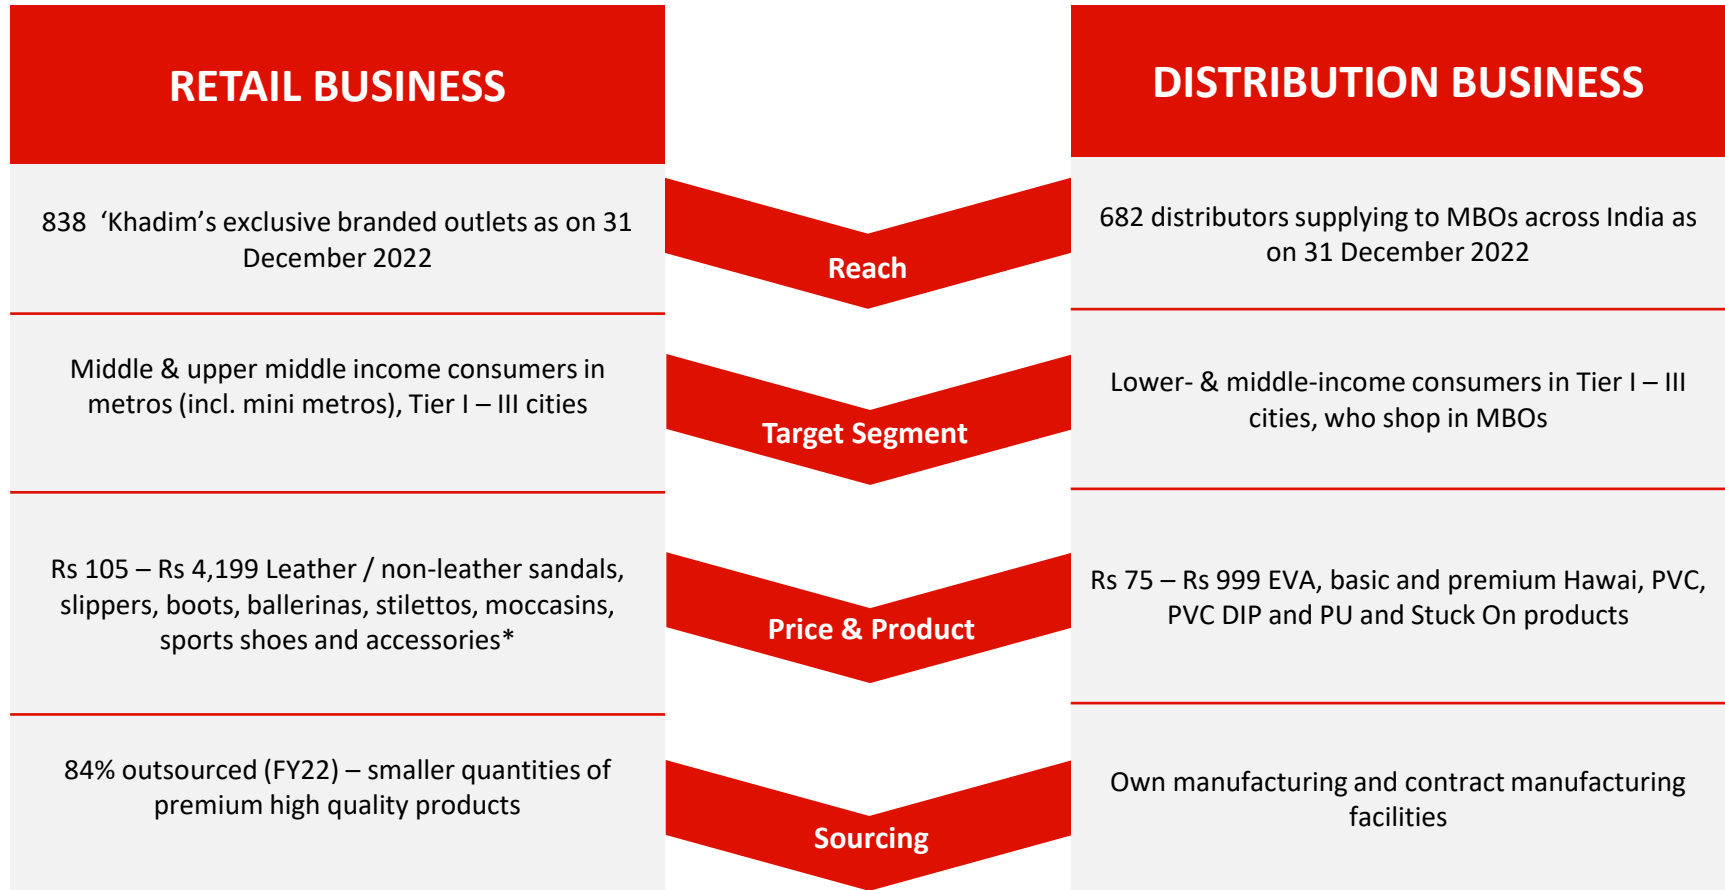 RETAIL BUSINESS
DISTRIBUTION BUSINESS
838  ‘Khadim’s exclusive branded outlets as on 31
December 2022
Reach
682 distributors supplying to MBOs across India as
on 31 December 2022
Middle & upper middle income consumers in
metros (incl. mini metros), Tier I – III cities
Target Segment
Lower- & middle-income consumers in Tier I – III
cities, who shop in MBOs
Rs 105 – Rs 4,199 Leather / non-leather sandals,
slippers, boots, ballerinas, stilettos, moccasins,
sports shoes and accessories*
Price & Product
Rs 75 – Rs 999 EVA, basic and premium Hawai, PVC,
PVC DIP and PU and Stuck On products
84% outsourced (FY22) – smaller quantities of
premium high quality products
Sourcing
Own manufacturing and contract manufacturing
facilities